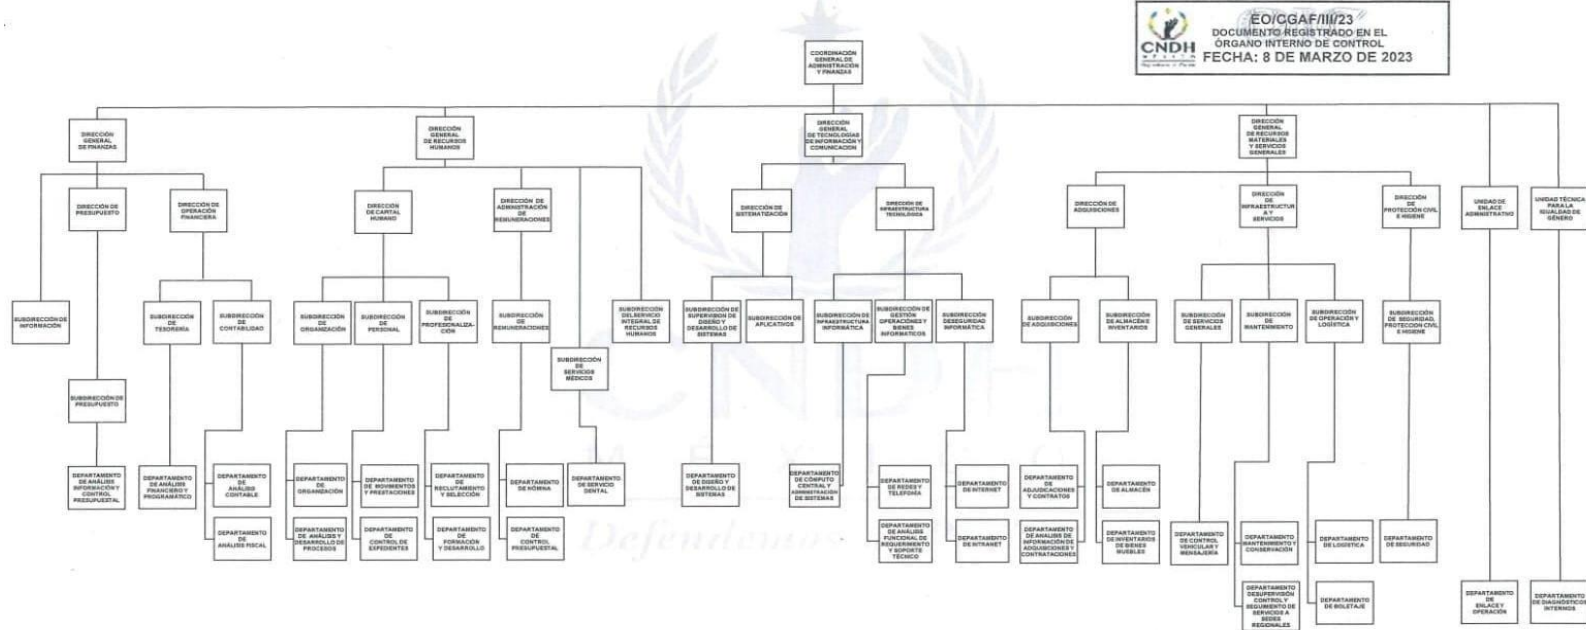 EO/CGAF/III/23
DOCUMENTO REGISTRADO EN EL
ÓRGANO INTERNO DE CONTROL
FECHA: 8 DE MARZO DE 2023
CNDH
MÉXICO
COORDINACIÓN
GENERAL DE
ADMINISTRACIÓN
Y FINANZAS
DIRECCIÓN
GENERAL
DE FINANZAS
DIRECCIÓN
GENERAL
DE RECURSOS
HUMANOS
DIRECCIÓN
GENERAL
DE TECNOLOGÍAS
DE INFORMACIÓN Y
COMUNICACIÓN
DIRECCIÓN
GENERAL
DE RECURSOS
MATERIALES
Y SERVICIOS
GENERALES
DIRECCIÓN DE
PRESUPUESTO
DIRECCIÓN DE
OPERACIÓN
FINANCIERA
DIRECCIÓN
DE CAPITAL
HUMANO
DIRECCIÓN DE
ADMINISTRACIÓN
DE
REMUNERACIONES
DIRECCIÓN DE
SISTEMATIZACIÓN
DIRECCIÓN DE
INFRAESTRUCTURA
TECNOLÓGICA
DIRECCIÓN DE
ADQUISICIONES
DIRECCIÓN
DE
INFRAESTRUCTUR
A Y
SERVICIOS
DIRECCIÓN
DE
PROTECCIÓN CIVIL
E HIGIENE
UNIDAD DE
ENLACE
ADMINISTRATIVO
UNIDAD TÉCNICA
PARA LA
IGUALDAD DE
GÉNERO
SUBDIRECCIÓN DE
INFORMACIÓN
SUBDIRECCIÓN
DE
TESORERÍA
SUBDIRECCIÓN
DE
CONTABILIDAD
SUBDIRECCIÓN
DE
ORGANIZACIÓN
SUBDIRECCIÓN
DE
PERSONAL
SUBDIRECCIÓN
DE
PROFESIONALIZA-
CIÓN
SUBDIRECCIÓN
DE
REMUNERACIONES
SUBDIRECCIÓN
DEL SERVICIO
INTEGRAL DE
RECURSOS
HUMANOS
SUBDIRECCIÓN DE
SUPERVISION DE
DISEÑO Y
DESARROLLO DE
SISTEMAS
SUBDIRECCIÓN
DE APLICATIVOS
SUBDIRECCIÓN
DE INFRAESTRUCTURA
INFORMÁTICA
SUBDIRECCIÓN DE
GESTIÓN
OPERACIONES Y
BIENES
INFORMÁTICOS
SUBDIRECCIÓN
DE SEGURIDAD
INFORMÁTICA
SUBDIRECCIÓN
DE ADQUISICIONES
SUBDIRECCIÓN
DE ALMACÉN E
INVENTARIOS
SUBDIRECCIÓN
DE SERVICIOS
GENERALES
SUBDIRECCIÓN
DE
MANTENIMIENTO
SUBDIRECCIÓN
DE OPERACIÓN Y
LOGÍSTICA
SUBDIRECCIÓN
DE SEGURIDAD,
PROTECCION CIVIL
E HIGIENE
SUBDIRECCIÓN
DE
SERVICIOS
MÉDICOS
SUBDIRECCIÓN DE
PRESUPUESTO
DEPARTAMENTO
DE ANÁLISIS
INFORMACIÓN Y
CONTROL
PRESUPUESTAL
DEPARTAMENTO
DE ANÁLISIS
FINANCIERO Y
PROGRAMÁTICO
DEPARTAMENTO
DE
ANÁLISIS
CONTABLE
DEPARTAMENTO
DE
ORGANIZACIÓN
DEPARTAMENTO
DE MOVIMIENTOS
Y PRESTACIONES
DEPARTAMENTO
DE
RECLUTAMIENTO
Y SELECCIÓN
DEPARTAMENTO
DE NÓMINA
DEPARTAMENTO
DE SERVICIO
DENTAL
DEPARTAMENTO
DE DISEÑO Y
DESARROLLO DE
SISTEMAS
DEPARTAMENTO
DE CÓMPUTO
CENTRAL Y
ADMINISTRACIÓN
DE SISTEMAS
DEPARTAMENTO
DE REDES Y
TELEFONÍA
DEPARTAMENTO
DE INTERNET
DEPARTAMENTO
DE
ADJUDICACIONES
Y CONTRATOS
DEPARTAMENTO
DE ALMACÉN
DEPARTAMENTO
DE
ANÁLISIS FISCAL
DEPARTAMENTO
DE ANÁLISIS Y
DESARROLLO DE
PROCESOS
DEPARTAMENTO
DE
CONTROL DE
EXPEDIENTES
DEPARTAMENTO
DE
FORMACIÓN
Y DESARROLLO
DEPARTAMENTO
DE
CONTROL
PRESUPUESTAL
DEPARTAMENTO
DE ANÁLISIS
FUNCIONAL DE
REQUERIMIENTO
Y SOPORTE
TÉCNICO
DEPARTAMENTO
DE INTRANET
DEPARTAMENTO
DE ANALISIS DE
INFORMACIÓN DE
ADQUISICIONES Y
CONTRATACIONES
DEPARTAMENTO
DE INVENTARIOS
DE BIENES
MUEBLES
DEPARTAMENTO
DE CONTROL
VEHICULAR Y
MENSAJERÍA
DEPARTAMENTO
MANTENIMIENTO Y
CONSERVACIÓN
DEPARTAMENTO
DE LOGÍSTICA
DEPARTAMENTO
DE SEGURIDAD
DEPARTAMENTO
DE SUPERVISIÓN
CONTROL Y
SEGUIMIENTO DE
SERVICIOS A
SEDES
REGIONALES
DEPARTAMENTO
DE BOLETAJE
DEPARTAMENTO
DE
ENLACE Y
OPERACIÓN
DEPARTAMENTO
DE DIAGNÓSTICOS
INTERNOS
CNDH
Defendemos